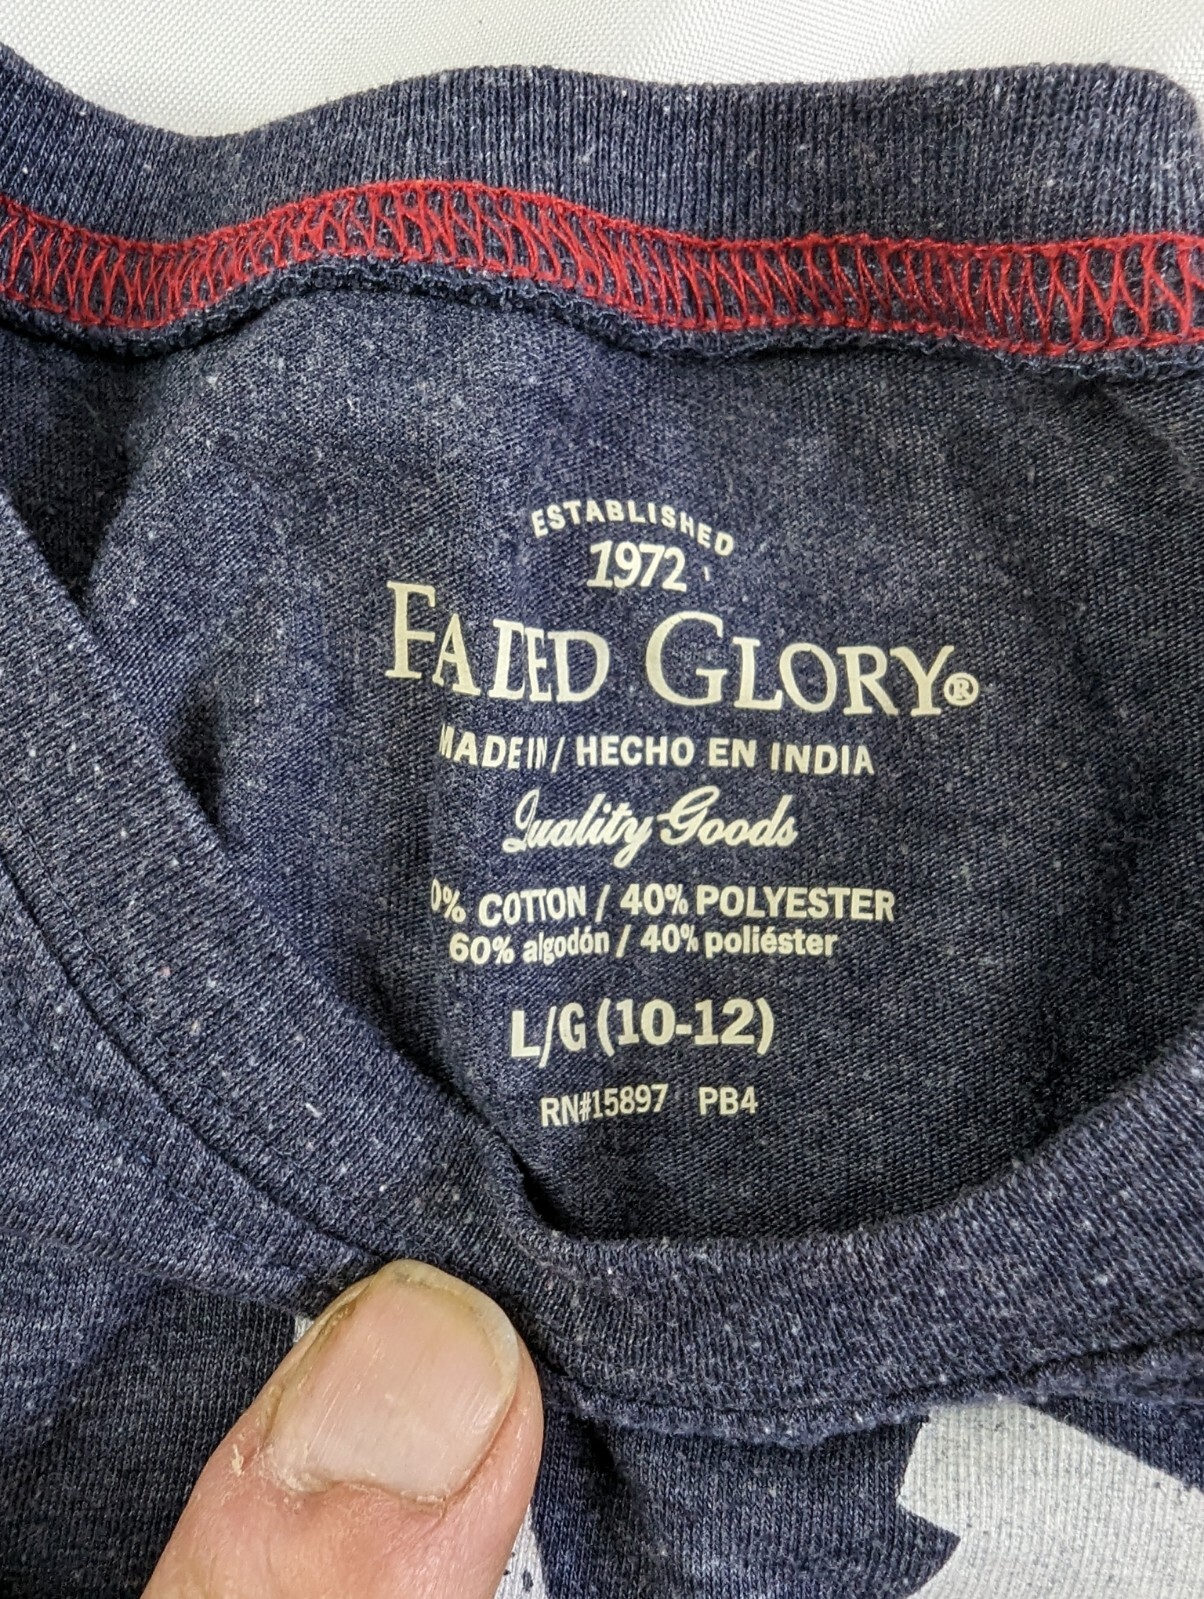 ESTABLISHED
1972
FADED GLORY®
MADE IN / HECHO EN INDIA
Quality Goods
0% COTTON / 40% POLYESTER
60% algodón / 40% poliéster
L/G (10-12)
RN#15897 PB4